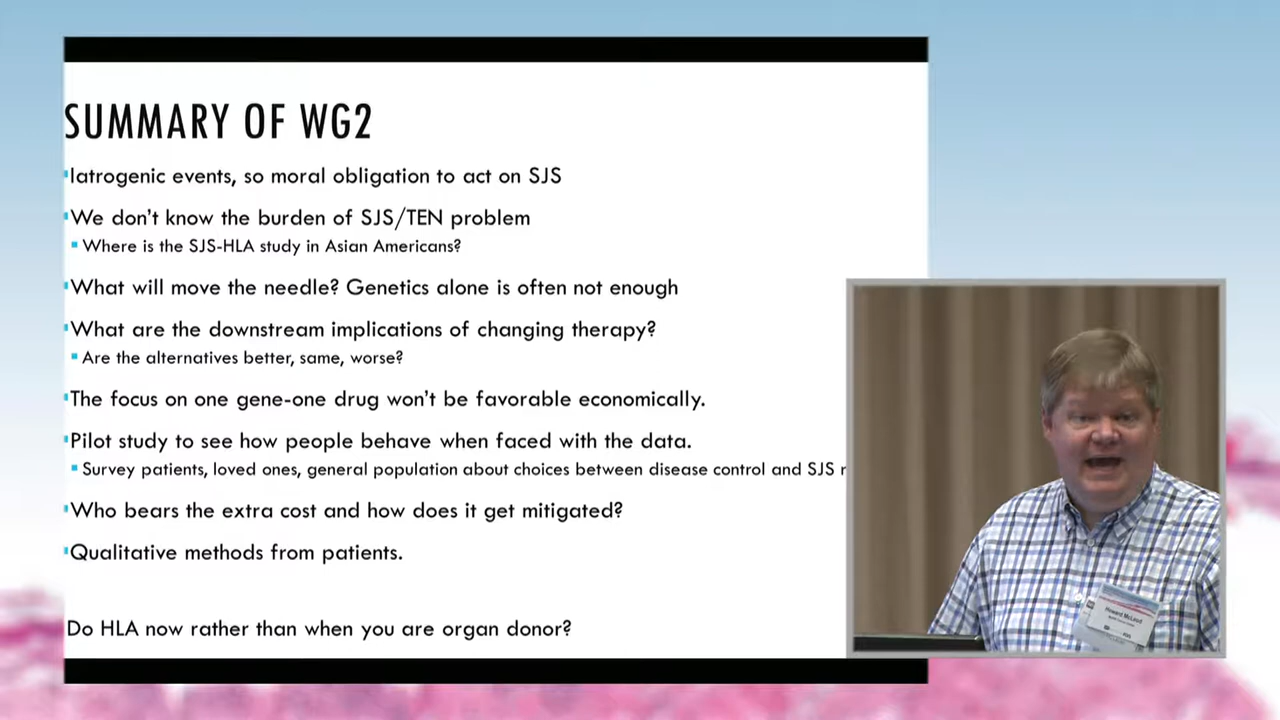 SUMMARY OF WG2
Iatrogenic events, so moral obligation to act on SJS
We don't know the burden of SJS/TEN problem
Where is the SJS-HLA study in Asian Americans?
What will move the needle? Genetics alone is often not enough
What are the downstream implications of changing therapy?
Are the alternatives better, same, worse?
The focus on one gene-one drug won't be favorable economically.
Pilot study to see how people behave when faced with the data.
Survey patients, loved ones, general population about choices between disease control and SJS
Who bears the extra cost and how does it get mitigated?
Qualitative methods from patients.
Do HLA now rather than when you are organ donor?
Howard McLeod